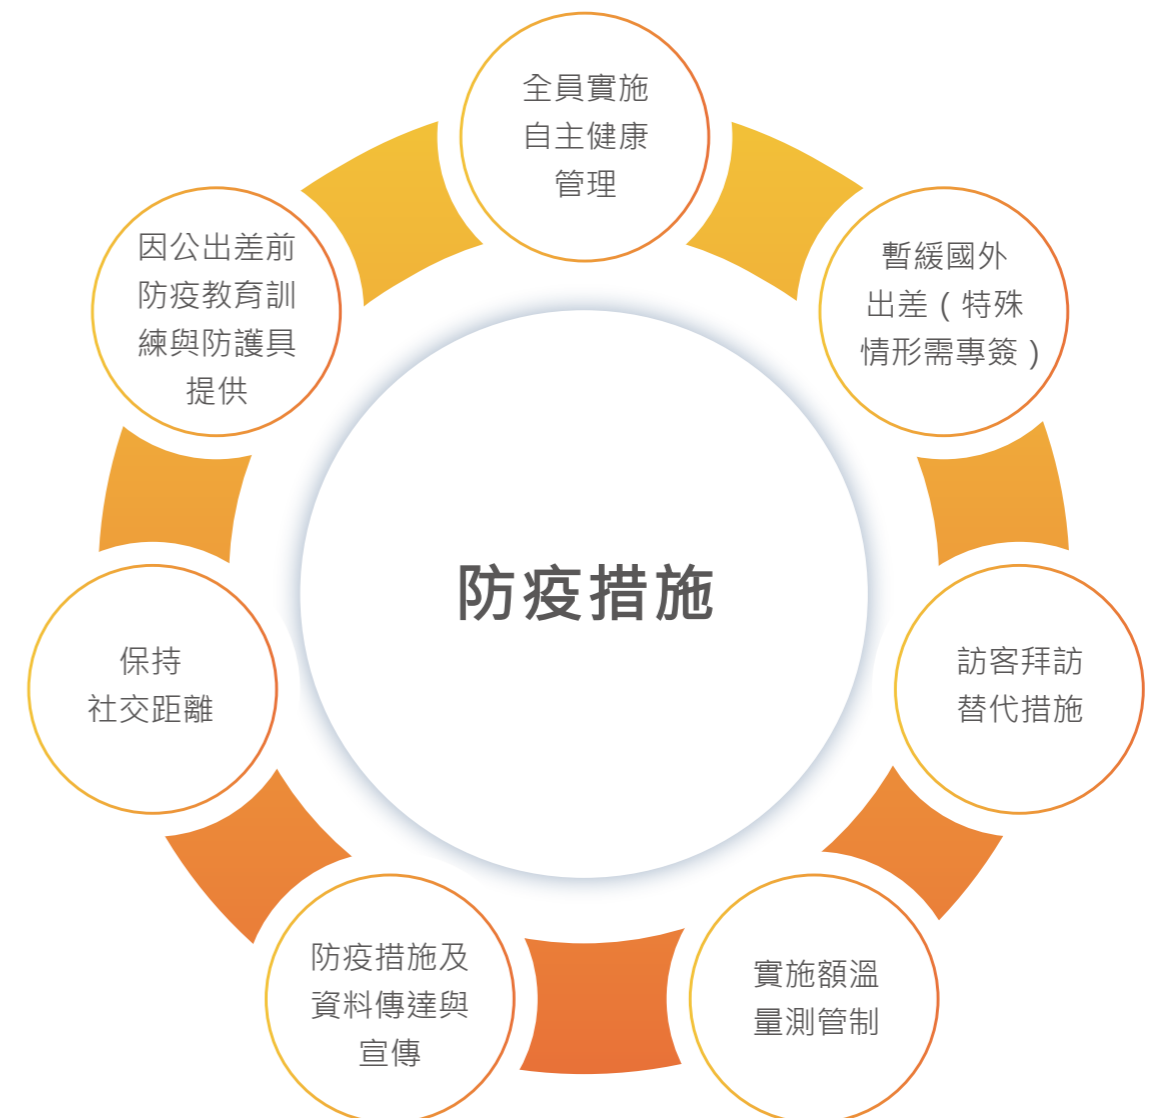 全員實施
自主健康
管理
暫緩國外
出差（特殊
情形需專簽）
訪客拜訪
替代措施
實施額溫
量測管制
防疫措施及
資料傳達與
宣傳
保持
社交距離
因公出差前
防疫教育訓
練與防護具
提供
防疫措施